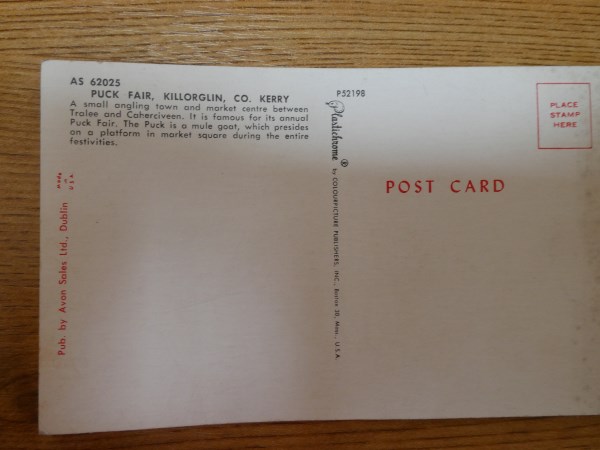 AS 62025
PUCK FAIR, KILLORGLIN, CO. KERRY
A small angling town and market centre between
Tralee and Caherciveen. It is famous for its annual
Puck Fair. The Puck is a mule goat, which presides
on a platform in market square during the entire
festivities.
Pub. by Avon Sales Ltd., Dublin
MADE
IN
U.S.A.
P52198
Plastichrome ® by COLOURPICTURE PUBLISHERS, INC., Boston 30, Mass., U.S.A.
POST CARD
PLACE
STAMP
HERE